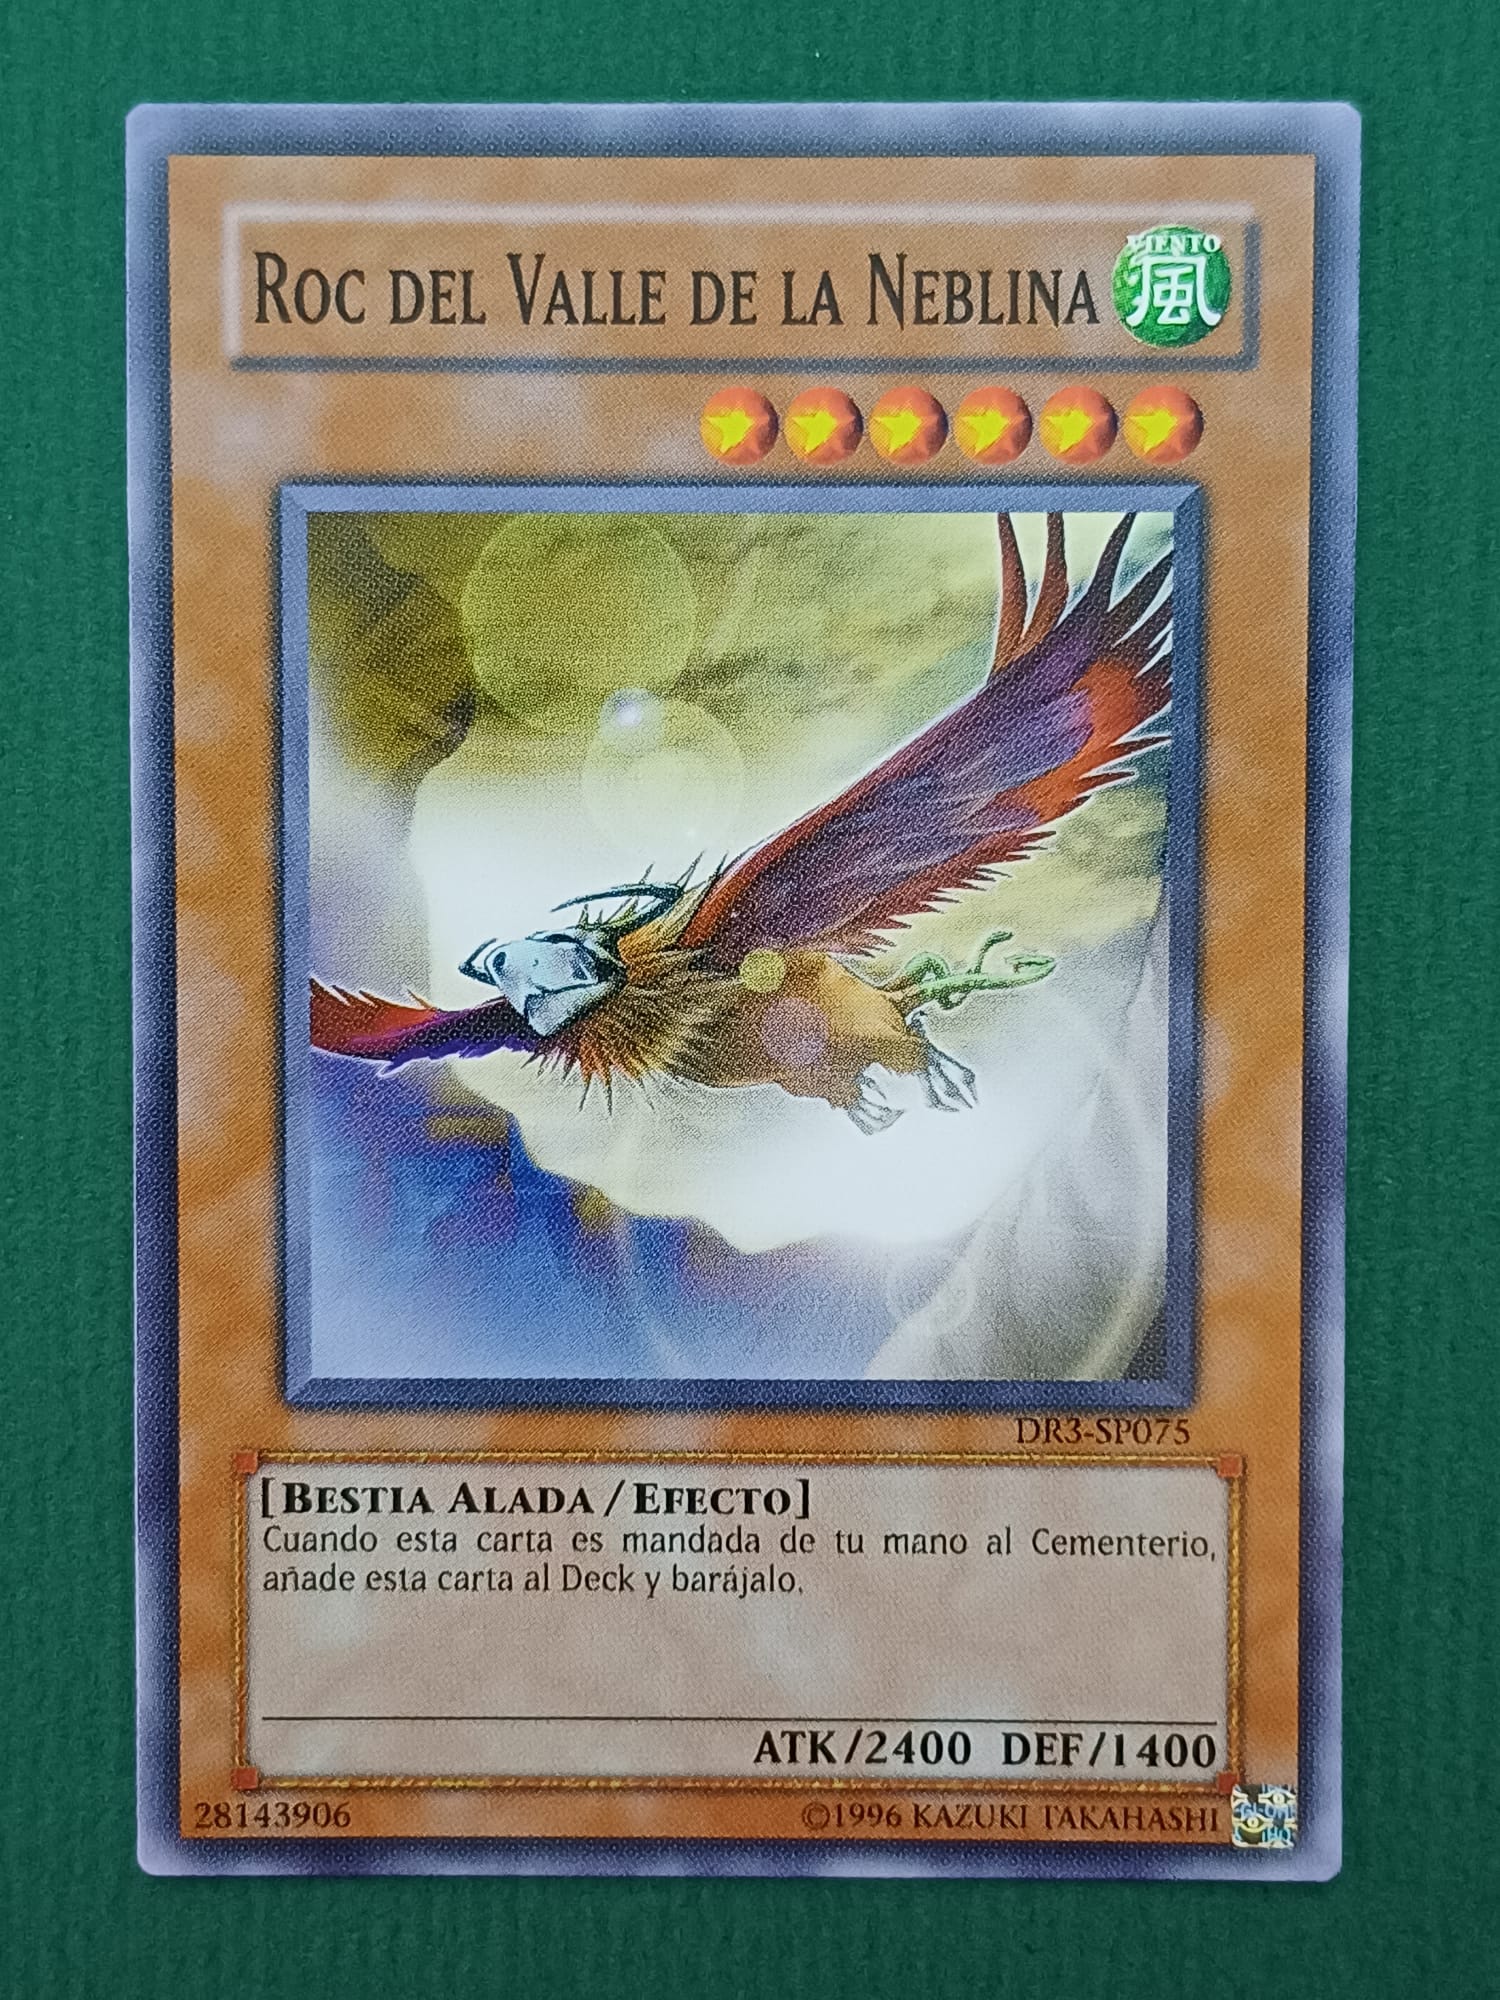 ROC DEL VALLE DE LA NEBLINA
VIENTO
風
DR3-SP075
[BESTIA ALADA/EFECTO]
Cuando esta carta es mandada de tu mano al Cementerio,
añade esta carta al Deck y barájalo.
ATK/2400 DEF/1400
28143906
©1996 KAZUKI TAKAHASHI